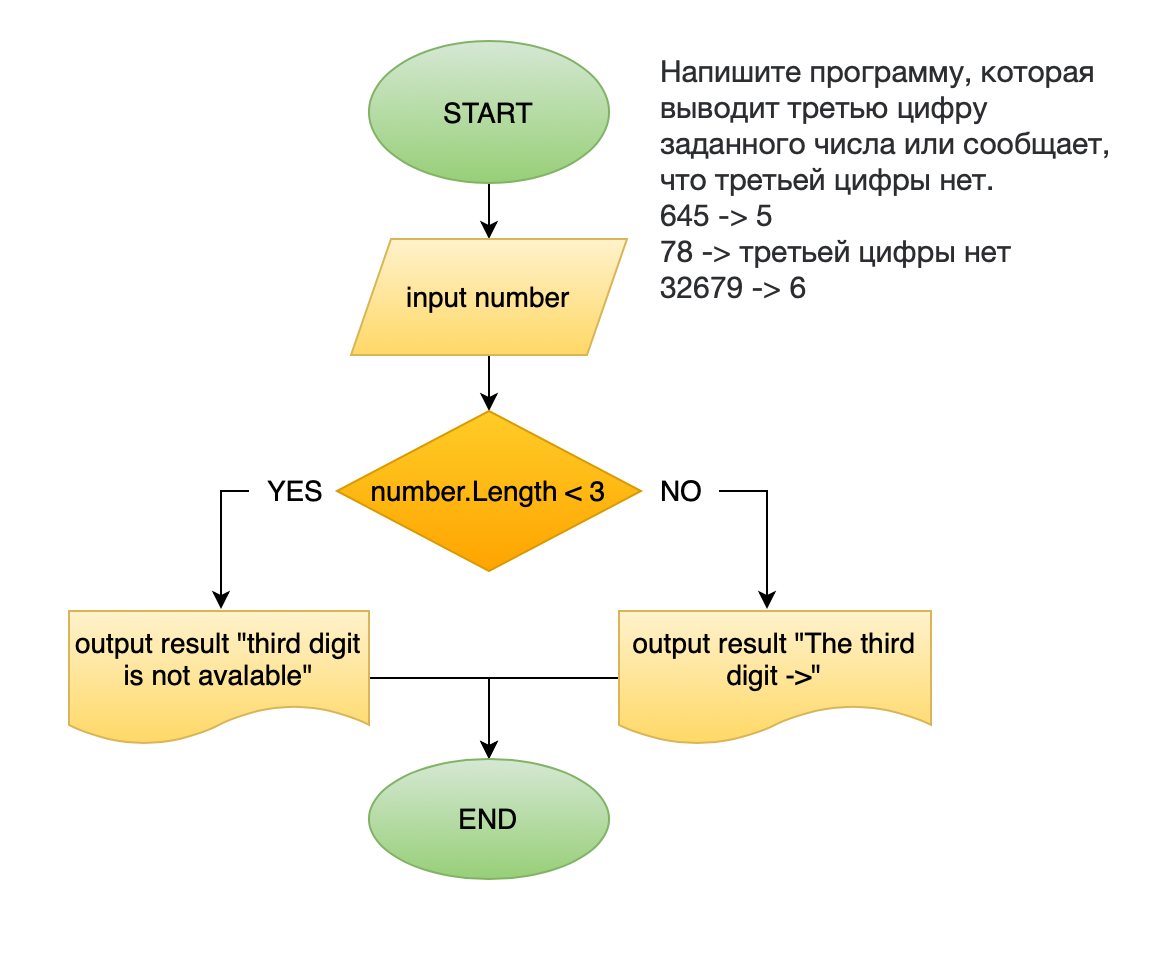 START
Напишите программу, которая
выводит третью цифру
заданного числа или сообщает,
что третьей цифры нет.
645 -> 5
78 -> третьей цифры нет
32679 -> 6
input number
YES
number.Length < 3
NO
output result "third digit
is not avalable"
output result "The third
digit ->"
END